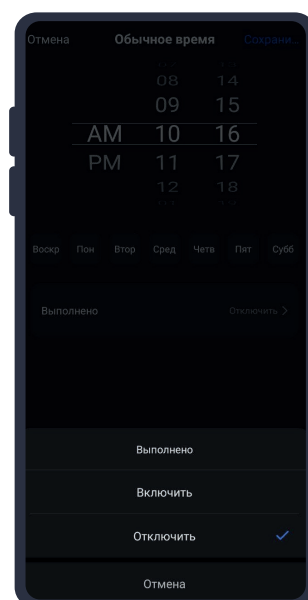 Отмена Обычное время Сохрани...
08 14
09 15
AM 10 16
PM 11 17
12 18
Воскр Пон Втор Сред Четв Пят Субб
Выполнено Отключить
Выполнено
Включить
Отключить
Отмена